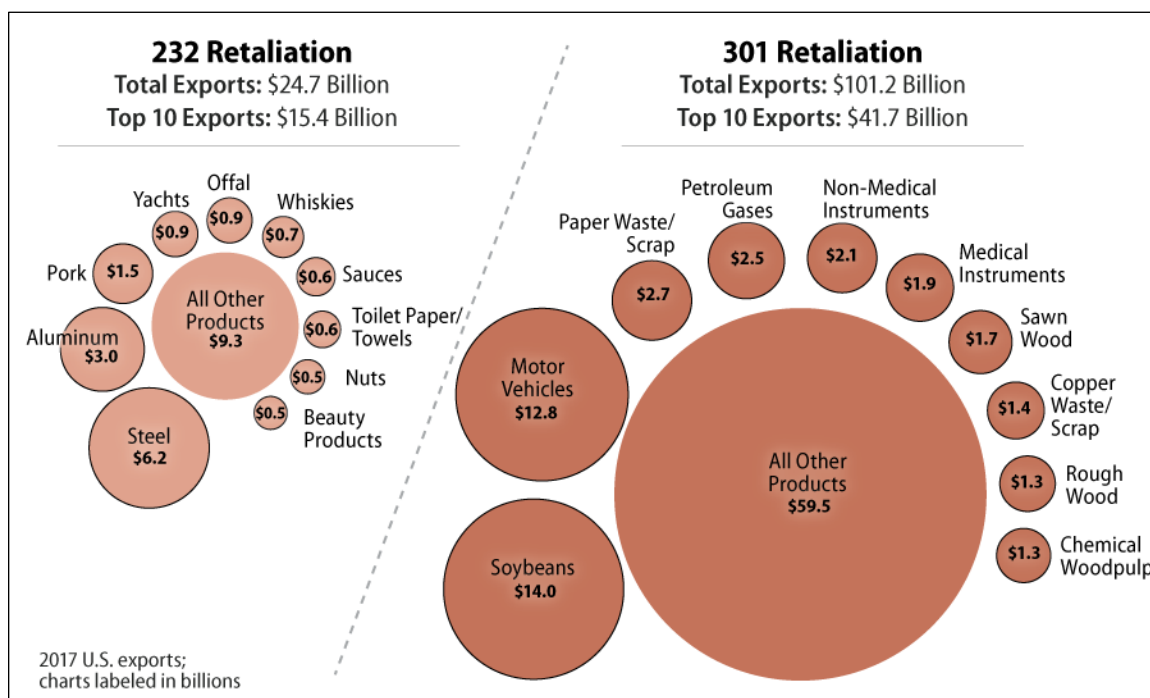 232 Retaliation
Total Exports: $24.7 Billion
Top 10 Exports: $15.4 Billion
Offal
$0.9
Yachts
$0.9
Whiskies
$0.7
Pork
$1.5
Sauces
$0.6
All Other
Products
$9.3
Toilet Paper/
Towels
$0.6
Aluminum
$3.0
Nuts
$0.5
Beauty
Products
$0.5
Steel
$6.2
2017 U.S. exports;
charts labeled in billions
301 Retaliation
Total Exports: $101.2 Billion
Top 10 Exports: $41.7 Billion
Petroleum
Gases
$2.5
Non-Medical
Instruments
$2.1
Paper Waste/
Scrap
$2.7
Medical
Instruments
$1.9
Sawn
Wood
$1.7
Motor
Vehicles
$12.8
Copper
Waste/
Scrap
$1.4
All Other
Products
$59.5
Rough
Wood
$1.3
Soybeans
$14.0
Chemical
Woodpulp
$1.3